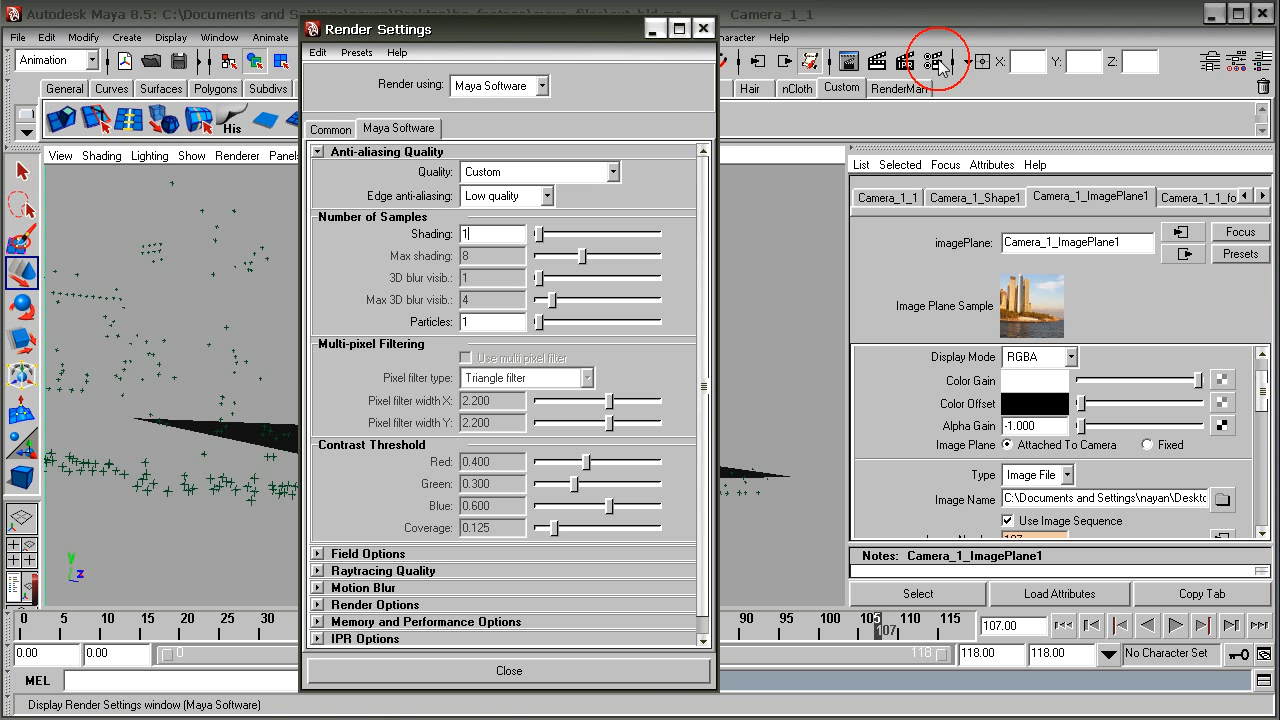 Autodesk Maya 8.5: C:\Documents and Settings\nayan\Desktop
Camera_1_1
Render Settings
File Edit Modify Create Display Window Animate
Edit Presets Help
Character Help
Animation
Render using: Maya Software
IPR
X: Y: Z:
General Curves Surfaces Polygons Subdivs
Hair nCloth Custom RenderMan
His
Common Maya Software
View Shading Lighting Show Renderer Panels
List Selected Focus Attributes Help
Camera_1_1 Camera_1_Shape1 Camera_1_ImagePlane1 Camera_1_1_fo
imagePlane: Camera_1_ImagePlane1
Focus
Presets
Image Plane Sample
Display Mode RGBA
Color Gain
Color Offset
Alpha Gain -1.000
Image Plane Attached To Camera Fixed
Type Image File
Image Name C:\Documents and Settings\nayan\Deskto
Use Image Sequence
107
Notes: Camera_1_ImagePlane1
Select Load Attributes Copy Tab
Anti-aliasing Quality
Quality: Custom
Edge anti-aliasing: Low quality
Number of Samples
Shading: 1
Max shading: 8
3D blur visib.: 1
Max 3D blur visib.: 4
Particles: 1
Multi-pixel Filtering
Use multi pixel filter
Pixel filter type: Triangle filter
Pixel filter width X: 2.200
Pixel filter width Y: 2.200
Contrast Threshold
Red: 0.400
Green: 0.300
Blue: 0.600
Coverage: 0.125
Field Options
Raytracing Quality
Motion Blur
Render Options
Memory and Performance Options
IPR Options
Close
y
z
0 5 10 15 20 25 30
90 95 100 105 110 115
107
107.00
0.00 0.00 0
118 118.00 118.00 No Character Set
MEL
Display Render Settings window (Maya Software)